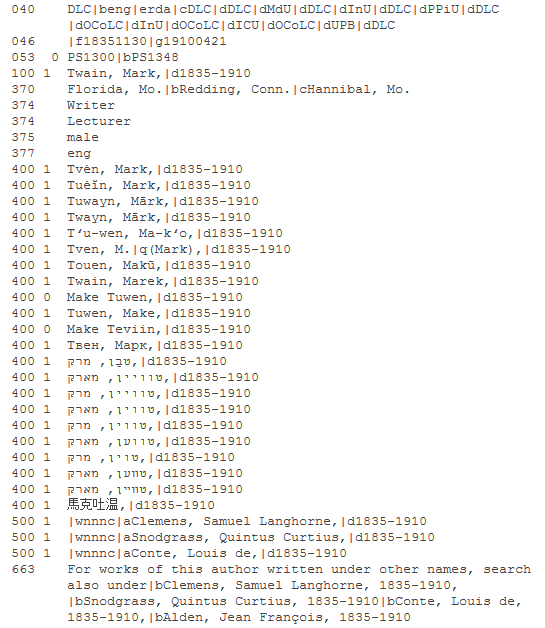 040    DLC|beng|erda|cDLC|dDLC|dMdU|dDLC|dInU|dDLC|dPPiU|dDLC
|dOCoLC|dInU|dOCoLC|dICU|dOCoLC|dUPB|dDLC
046    |f18351130|g19100421
053  0 PS1300|bPS1348
100 1  Twain, Mark,|d1835-1910
370    Florida, Mo.|bRedding, Conn.|cHannibal, Mo.
374    Writer
374    Lecturer
375    male
377    eng
400 1  Tvėn, Mark,|d1835-1910
400 1  Tuėĭn, Mark,|d1835-1910
400 1  Tuwayn, Mārk,|d1835-1910
400 1  Twayn, Mārk,|d1835-1910
400 1  Tʻu-wen, Ma-kʻo,|d1835-1910
400 1  Tven, M.|q(Mark),|d1835-1910
400 1  Touen, Makū,|d1835-1910
400 1  Twain, Marek,|d1835-1910
400 0  Make Tuwen,|d1835-1910
400 1  Tuwen, Make,|d1835-1910
400 0  Make Teviin,|d1835-1910
400 1  Твен, Марк,|d1835-1910
400 1  טבַן, מרק,|d1835-1910
400 1  טווײן, מארק,|d1835-1910
400 1  טוויין, מרק,|d1835-1910
400 1  טווין, מארק,|d1835-1910
400 1  טווין, מרק,|d1835-1910
400 1  טווען, מארק,|d1835-1910
400 1  טוין, מרק,|d1835-1910
400 1  טװען, מארק,|d1835-1910
400 1  טװײן, מארק,|d1835-1910
400 1  馬克吐温,|d1835-1910
500 1  |wnnnc|aClemens, Samuel Langhorne,|d1835-1910
500 1  |wnnnc|aSnodgrass, Quintus Curtius,|d1835-1910
500 1  |wnnnc|aConte, Louis de,|d1835-1910
663    For works of this author written under other names, search
also under|bClemens, Samuel Langhorne, 1835-1910,
|bSnodgrass, Quintus Curtius, 1835-1910|bConte, Louis de,
1835-1910,|bAlden, Jean François, 1835-1910